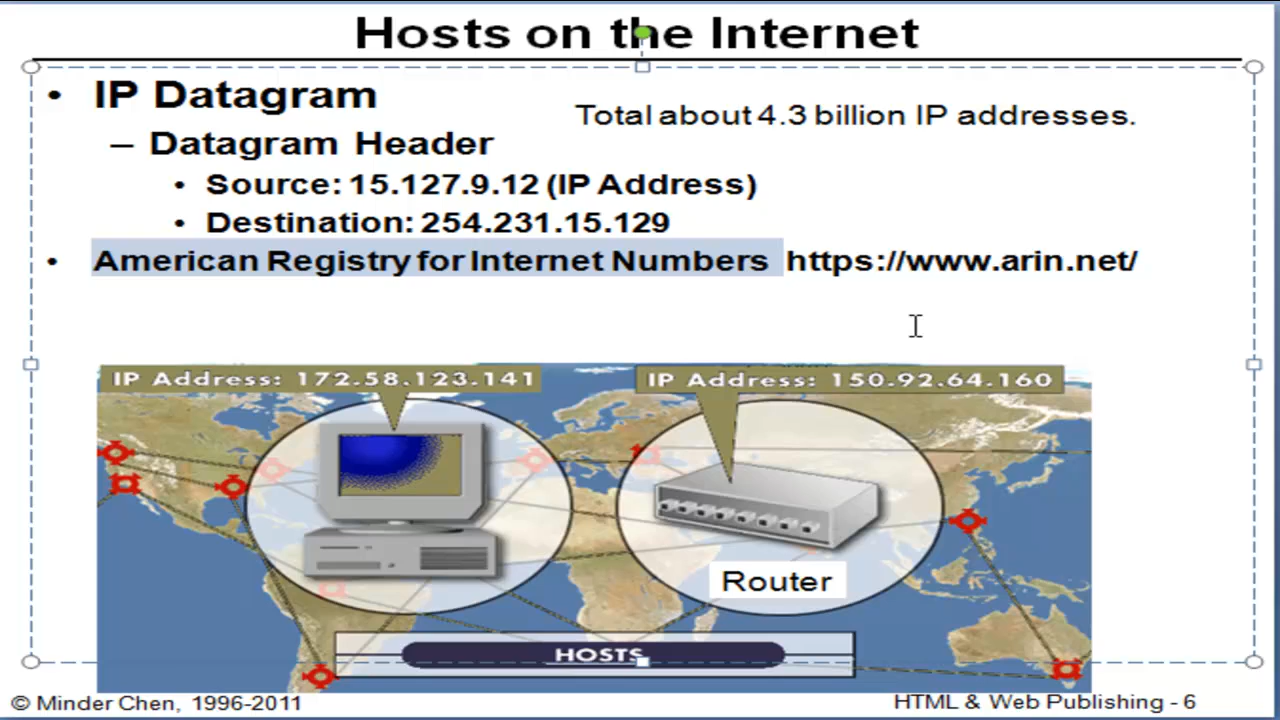 Hosts on the Internet
• IP Datagram
Total about 4.3 billion IP addresses.
– Datagram Header
• Source: 15.127.9.12 (IP Address)
• Destination: 254.231.15.129
• American Registry for Internet Numbers https://www.arin.net/
IP Address: 172.58.123.141
IP Address: 150.92.64.160
Router
HOSTS
© Minder Chen, 1996-2011
HTML & Web Publishing - 6